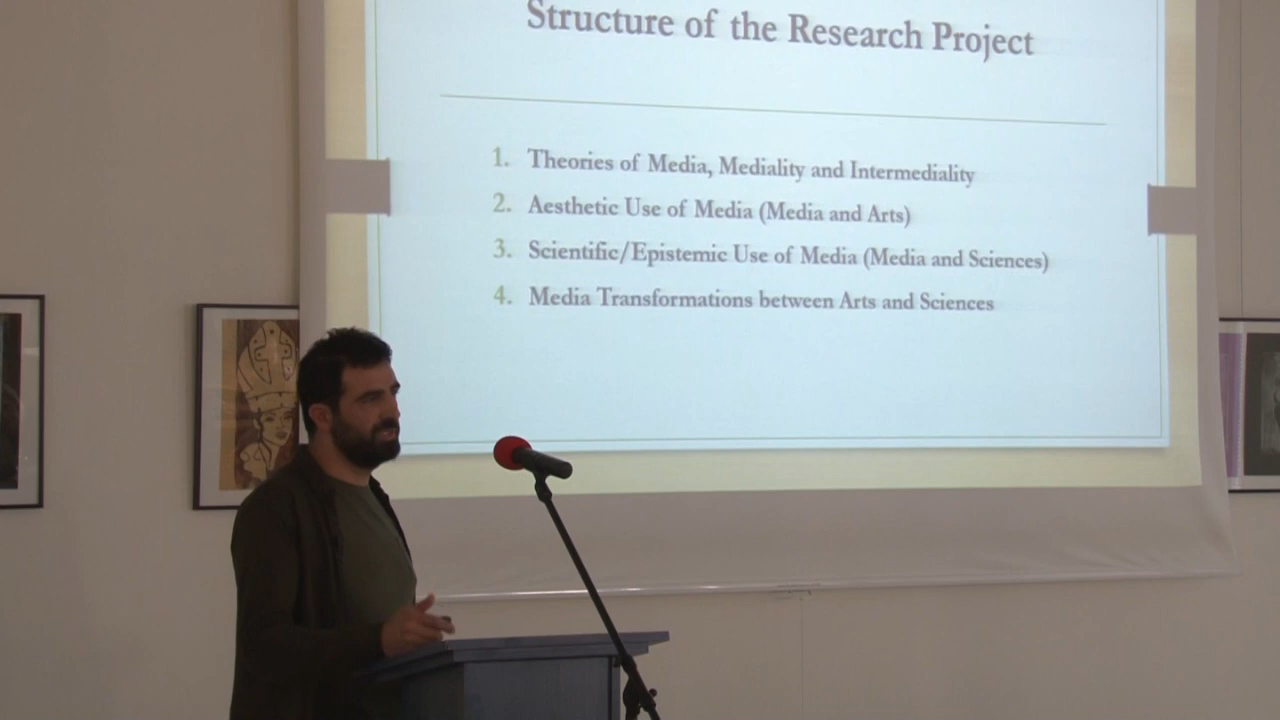 Structure of the Research Project
1. Theories of Media, Mediality and Intermediality
2. Aesthetic Use of Media (Media and Arts)
3. Scientific/Epistemic Use of Media (Media and Sciences)
4. Media Transformations between Arts and Sciences